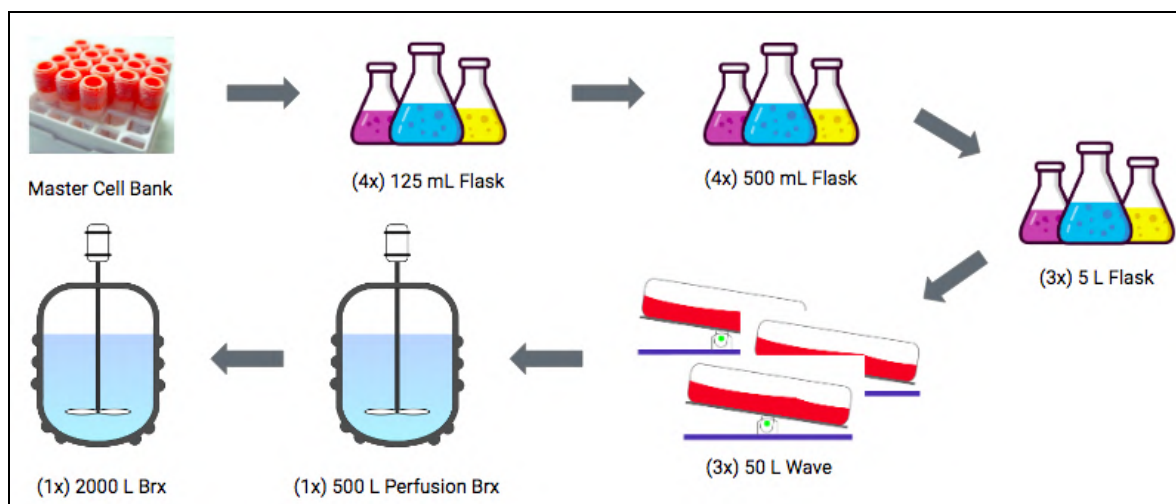 Master Cell Bank
(4x) 125 mL Flask
(4x) 500 mL Flask
(3x) 5 L Flask
(3x) 50 L Wave
(1x) 500 L Perfusion Brx
(1x) 2000 L Brx